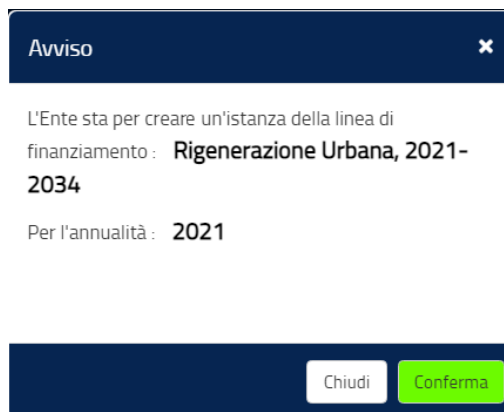 Avviso ×
L'Ente sta per creare un'istanza della linea di
finanziamento : Rigenerazione Urbana, 2021-
2034
Per l'annualità : 2021
Chiudi Conferma